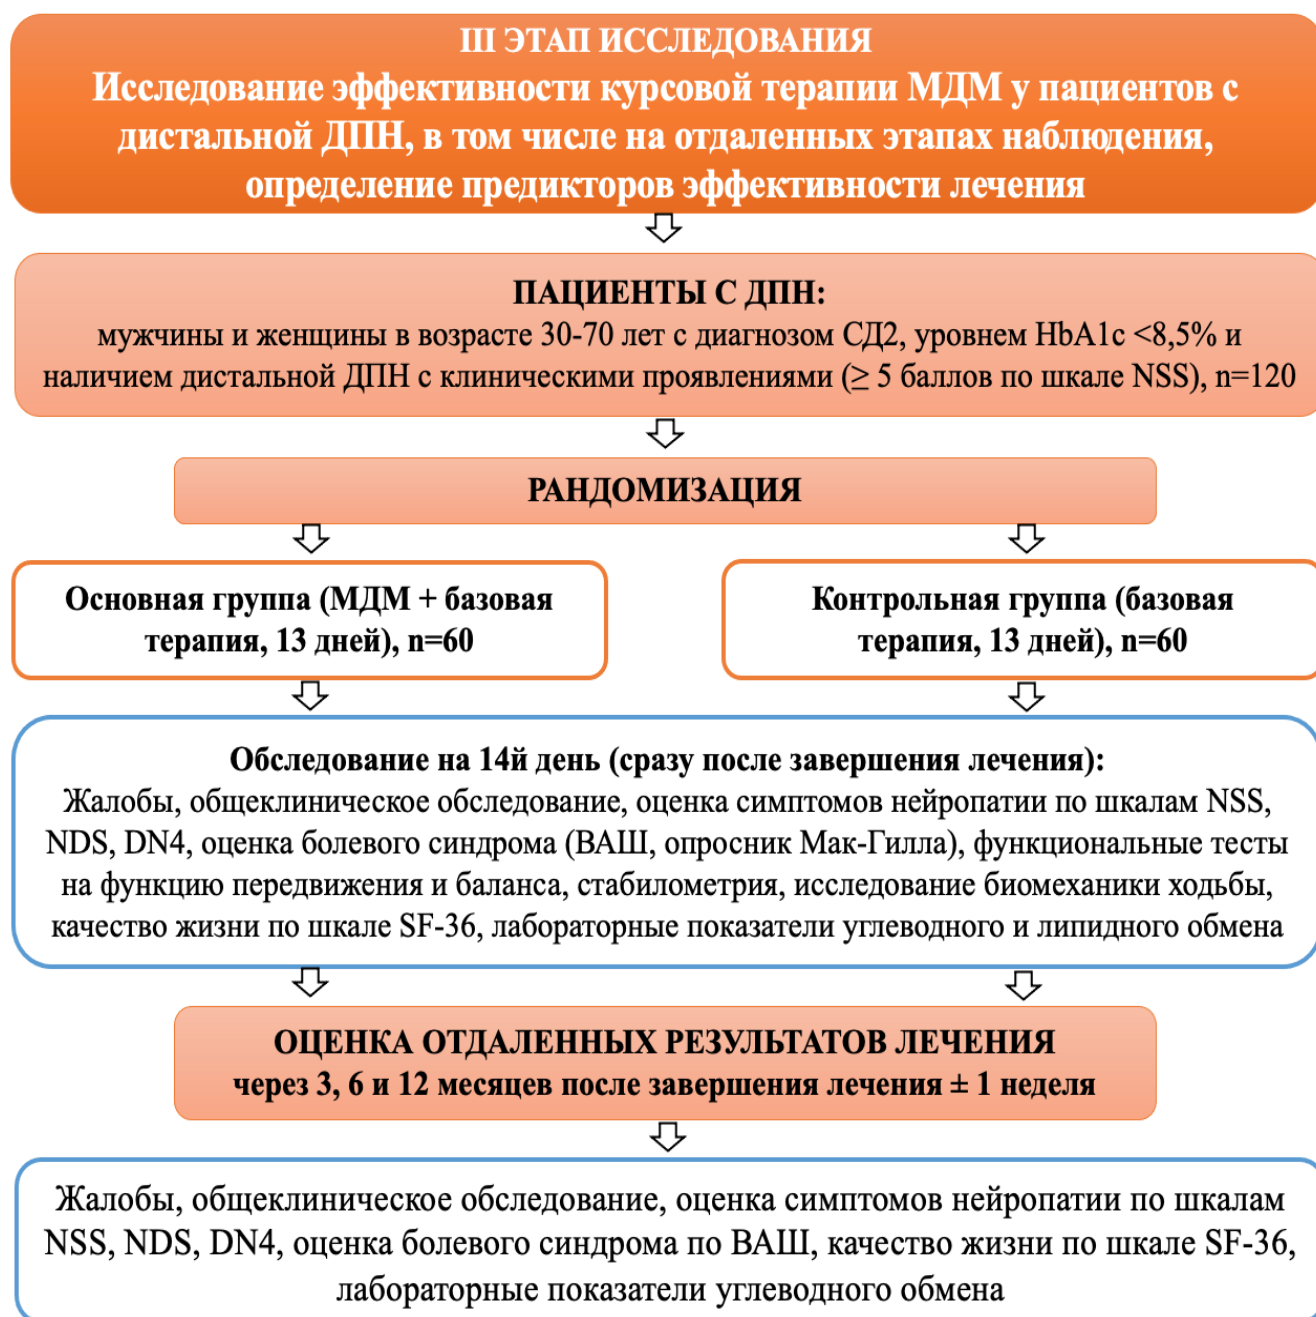 III ЭТАП ИССЛЕДОВАНИЯ
Исследование эффективности курсовой терапии МДМ у пациентов с
дистальной ДПН, в том числе на отдаленных этапах наблюдения,
определение предикторов эффективности лечения
ПАЦИЕНТЫ С ДПН:
мужчины и женщины в возрасте 30-70 лет с диагнозом СД2, уровнем HbA1c <8,5% и
наличием дистальной ДПН с клиническими проявлениями (≥ 5 баллов по шкале NSS), n=120
РАНДОМИЗАЦИЯ
Основная группа (МДМ + базовая
терапия, 13 дней), n=60
Контрольная группа (базовая
терапия, 13 дней), n=60
Обследование на 14й день (сразу после завершения лечения):
Жалобы, общеклиническое обследование, оценка симптомов нейропатии по шкалам NSS,
NDS, DN4, оценка болевого синдрома (ВАШ, опросник Мак-Гилла), функциональные тесты
на функцию передвижения и баланса, стабилометрия, исследование биомеханики ходьбы,
качество жизни по шкале SF-36, лабораторные показатели углеводного и липидного обмена
ОЦЕНКА ОТДАЛЕННЫХ РЕЗУЛЬТАТОВ ЛЕЧЕНИЯ
через 3, 6 и 12 месяцев после завершения лечения ± 1 неделя
Жалобы, общеклиническое обследование, оценка симптомов нейропатии по шкалам
NSS, NDS, DN4, оценка болевого синдрома по ВАШ, качество жизни по шкале SF-36,
лабораторные показатели углеводного обмена